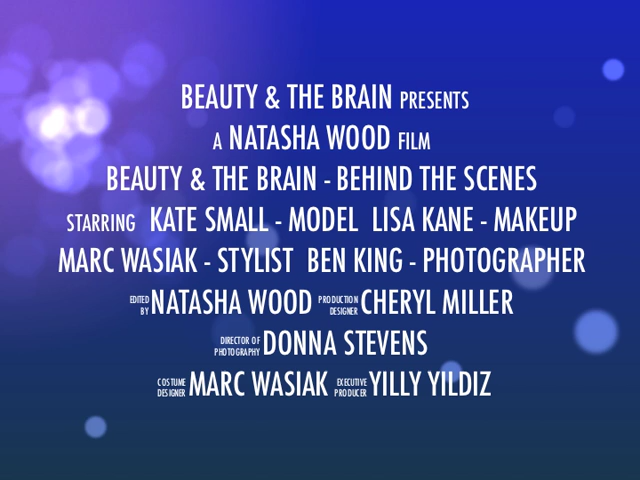 BEAUTY & THE BRAIN PRESENTS
A NATASHA WOOD FILM
BEAUTY & THE BRAIN - BEHIND THE SCENES
STARRING KATE SMALL - MODEL LISA KANE - MAKEUP
MARC WASIAK - STYLIST BEN KING - PHOTOGRAPHER
EDITED BY NATASHA WOOD PRODUCTION DESIGNER CHERYL MILLER
DIRECTOR OF PHOTOGRAPHY DONNA STEVENS
COSTUME DESIGNER MARC WASIAK EXECUTIVE PRODUCER YILLY YILDIZ